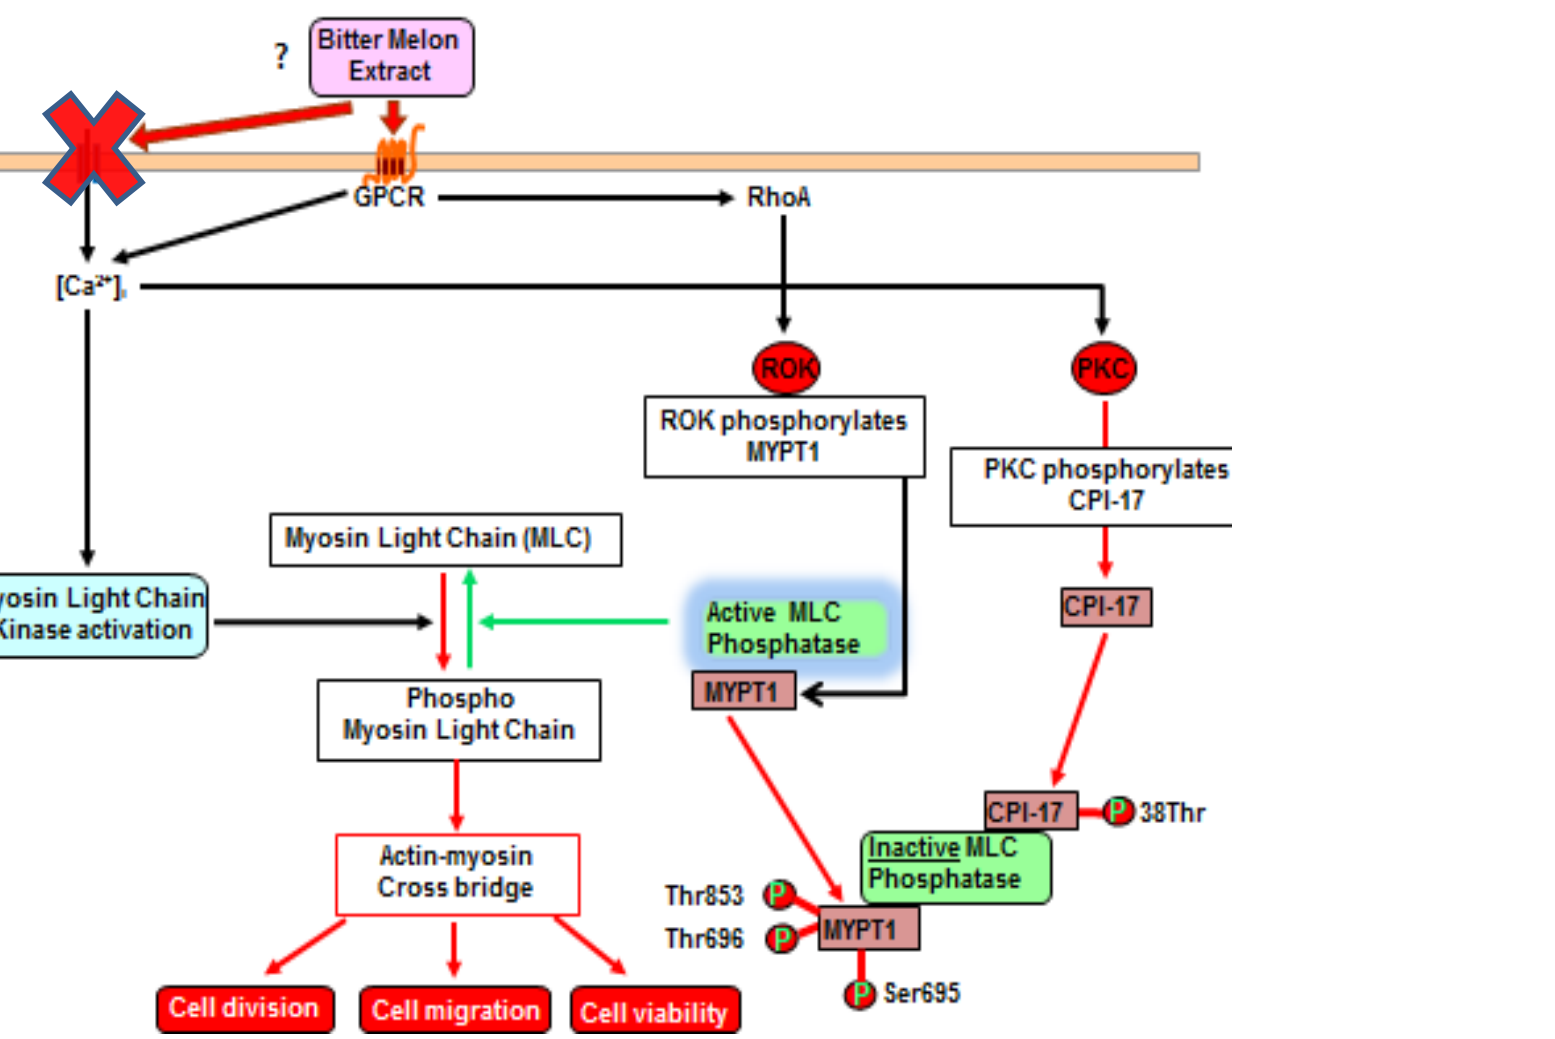 ?
Bitter Melon
Extract
GPCR
RhoA
[Ca²⁺]ᵢ
ROK
PKC
ROK phosphorylates
MYPT1
PKC phosphorylates
CPI-17
Myosin Light Chain (MLC)
yosin Light Chain
Kinase activation
Active MLC
Phosphatase
CPI-17
MYPT1
Phospho
Myosin Light Chain
CPI-17
P
38Thr
Inactive MLC
Phosphatase
Actin-myosin
Cross bridge
Thr853
P
Thr696
P
MYPT1
P
Ser695
Cell division
Cell migration
Cell viability